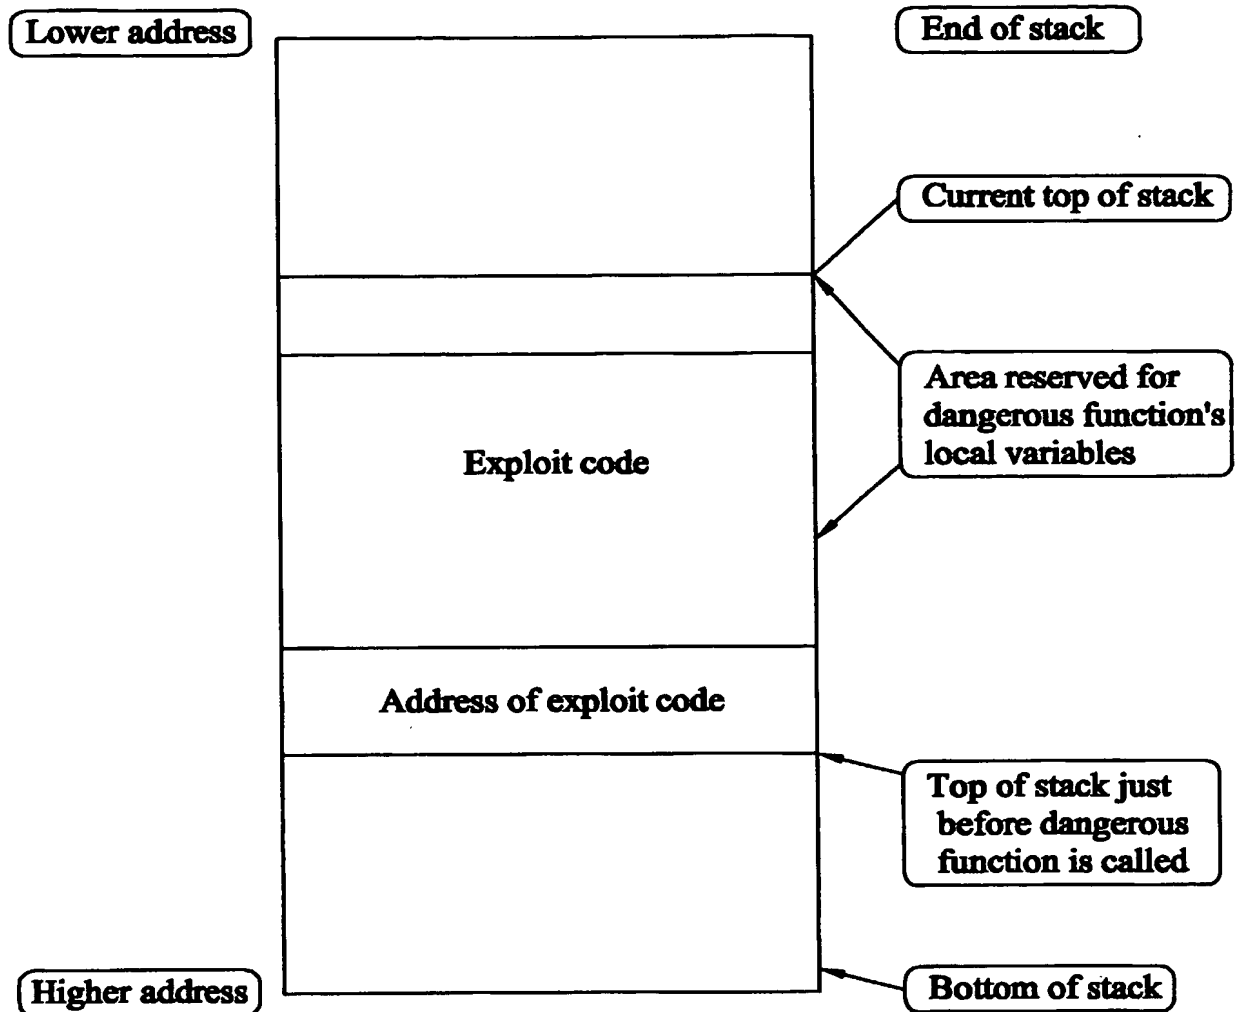 Lower address
End of stack
Current top of stack
Area reserved for
dangerous function's
local variables
Exploit code
Address of exploit code
Top of stack just
before dangerous
function is called
Higher address
Bottom of stack